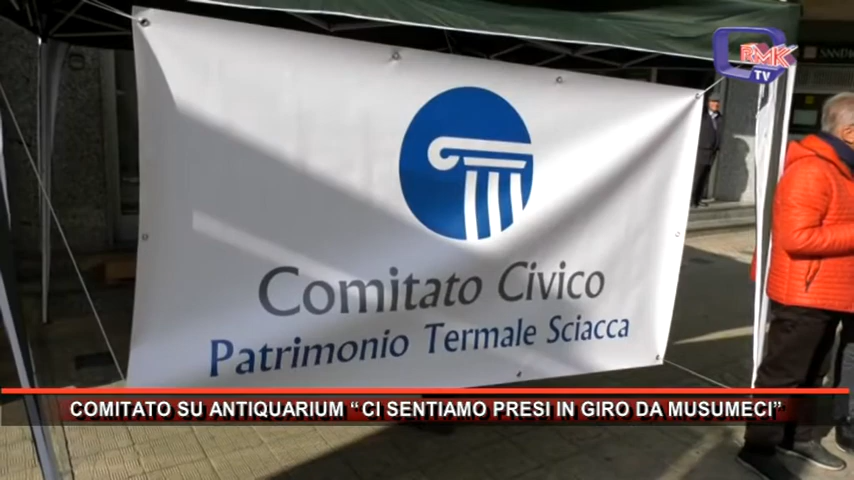 RMK
TV
Comitato Civico
Patrimonio Termale Sciacca
COMITATO SU ANTIQUARIUM “ CI SENTIAMO PRESI IN GIRO DA MUSUMECI”